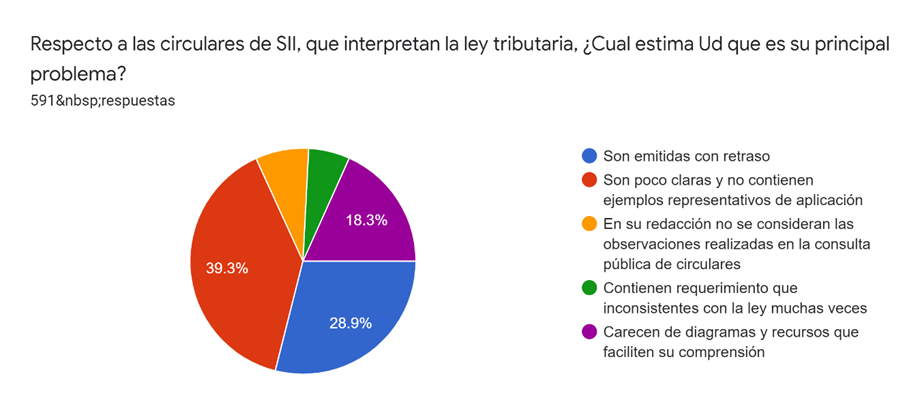 Respecto a las circulares de SII, que interpretan la ley tributaria, ¿Cual estima Ud que es su principal
problema?
591&nbsp;respuestas
Son emitidas con retraso
Son poco claras y no contienen
ejemplos representativos de aplicación
En su redacción no se consideran las
observaciones realizadas en la consulta
pública de circulares
Contienen requerimiento que
inconsistentes con la ley muchas veces
Carecen de diagramas y recursos que
faciliten su comprensión
18.3%
39.3%
28.9%